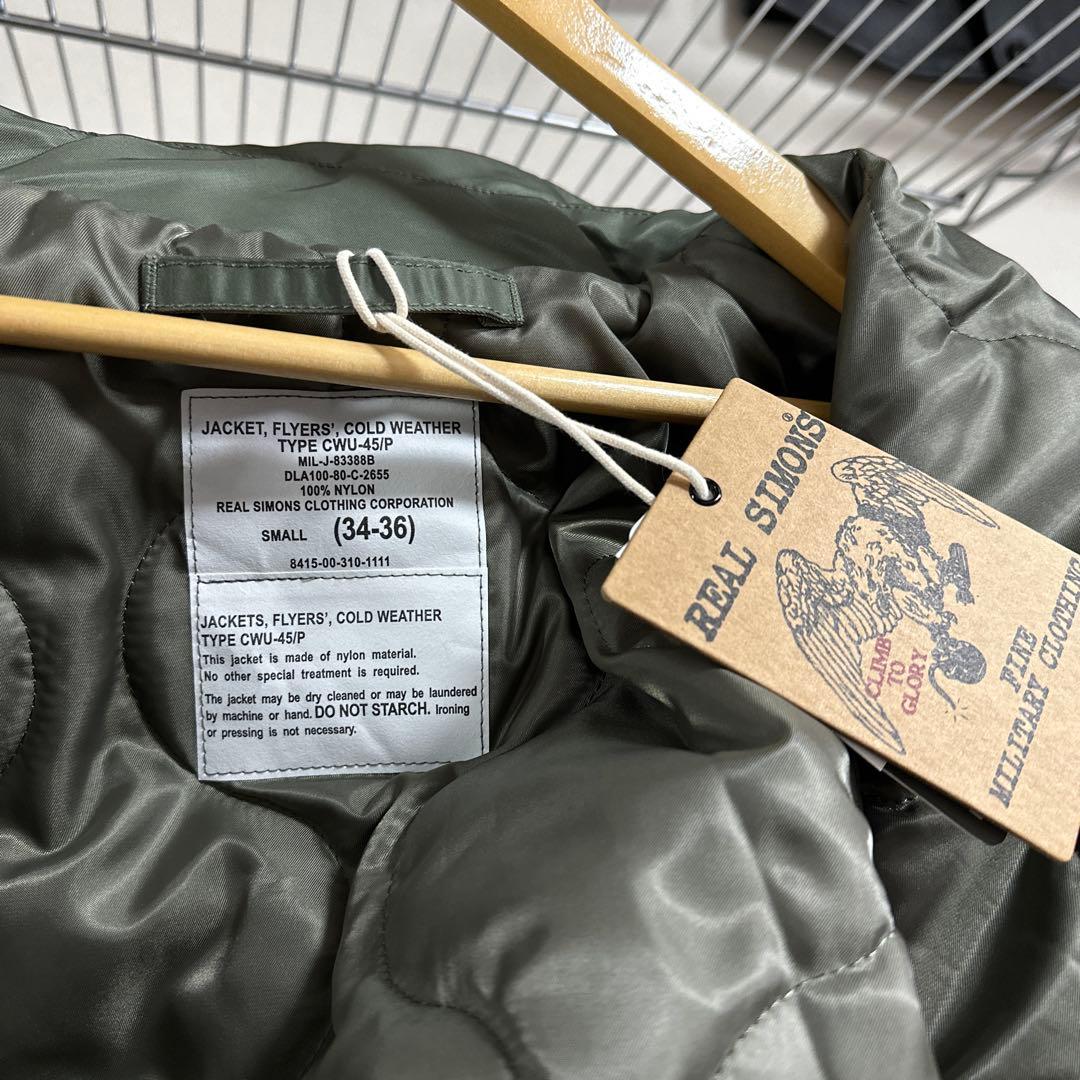 JACKET, FLYERS', COLD WEATHER
TYPE CWU-45/P
MIL-J-83388B
DLA100-80-C-2655
100% NYLON
REAL SIMONS CLOTHING CORPORATION
SMALL (34-36)
8415-00-310-1111
JACKETS, FLYERS', COLD WEATHER
TYPE CWU-45/P
This jacket is made of nylon material.
No other special treatment is required.
The jacket may be dry cleaned or may be laundered
by machine or hand. DO NOT STARCH. Ironing
or pressing is not necessary.
REAL SIMONS®
CLIMB
TO
GLORY
FINE
MILITARY CLOTHING